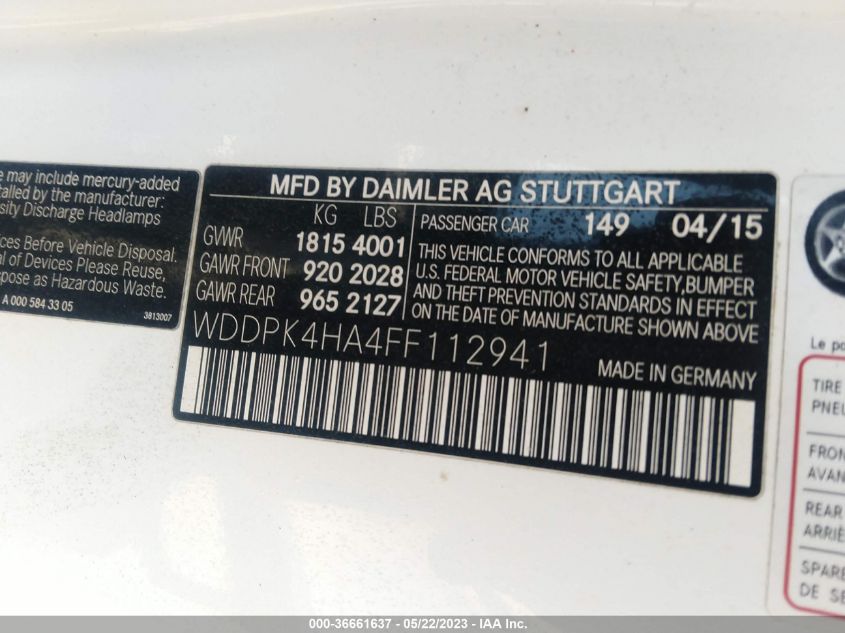 e may include mercury-added
talled by the manufacturer:
sity Discharge Headlamps
ces Before Vehicle Disposal.
al of Devices Please Reuse,
spose as Hazardous Waste.
A 000 584 33 05
3813007
MFD BY DAIMLER AG STUTTGART
KG LBS
GVWR 1815 4001
GAWR FRONT 920 2028
GAWR REAR 965 2127
PASSENGER CAR 149 04/15
THIS VEHICLE CONFORMS TO ALL APPLICABLE
U.S. FEDERAL MOTOR VEHICLE SAFETY,BUMPER
AND THEFT PREVENTION STANDARDS IN EFFECT
ON THE DATE OF MANUFACTURE SHOWN ABOVE
WDDPK4HA4FF112941
MADE IN GERMANY
Le po
TIRE
PNEU
FRON
AVAN
REAR
ARRIÈ
SPARE
DE SE
000-36661637 - 05/22/2023 - IAA Inc.